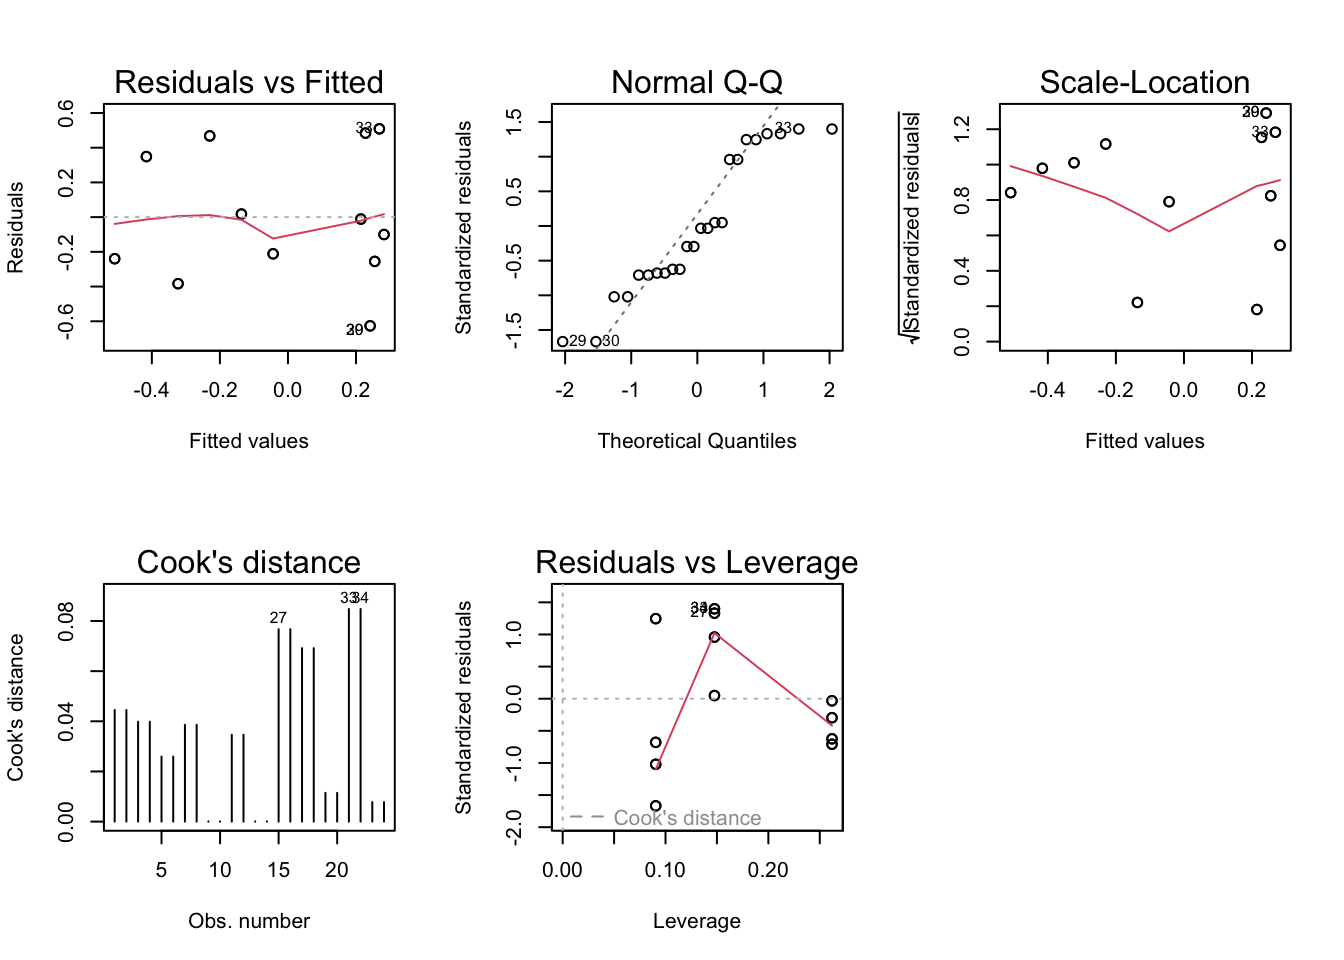 Residuals vs Fitted
Residuals
0.6
0.2
-0.2
-0.6
33
29
-0.4 -0.2 0.0 0.2
Fitted values
Normal Q-Q
Standardized residuals
1.5
0.5
-0.5
-1.5
33
29 30
-2 -1 0 1 2
Theoretical Quantiles
Scale-Location
√|Standardized residuals|
1.2
0.8
0.4
0.0
33
-0.4 -0.2 0.0 0.2
Fitted values
Cook's distance
Cook's distance
0.08
0.04
0.00
27
33
34
5 10 15 20
Obs. number
Residuals vs Leverage
Standardized residuals
1.0
0.0
-1.0
-2.0
27
Cook's distance
0.00 0.10 0.20
Leverage